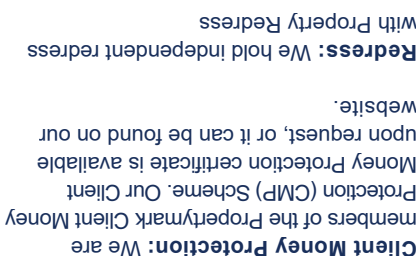 Client Money Protection: We are
members of the Propertymark Client Money
Protection (CMP) Scheme. Our Client
Money Protection certificate is available
upon request, or it can be found on our
website.
Redress: We hold independent redress
with Property Redress